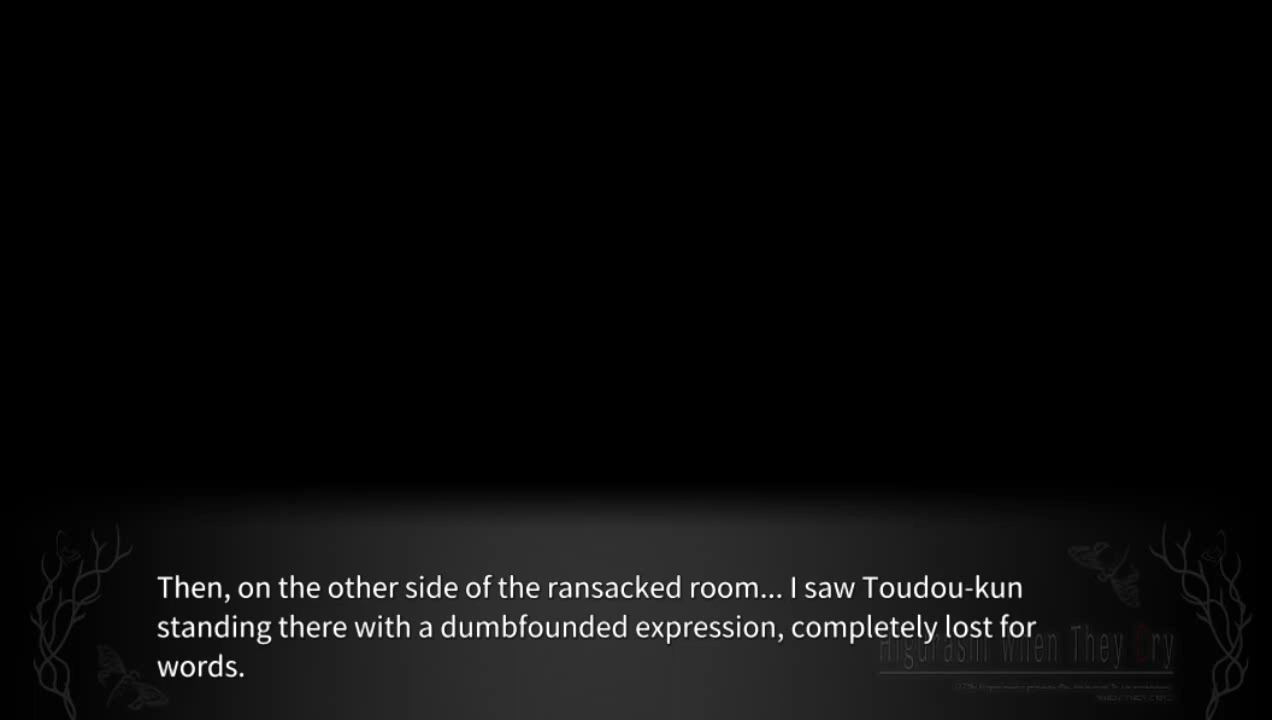 Then, on the other side of the ransacked room... I saw Toudou-kun
standing there with a dumbfounded expression, completely lost for
words.
Higurashi When They Cry